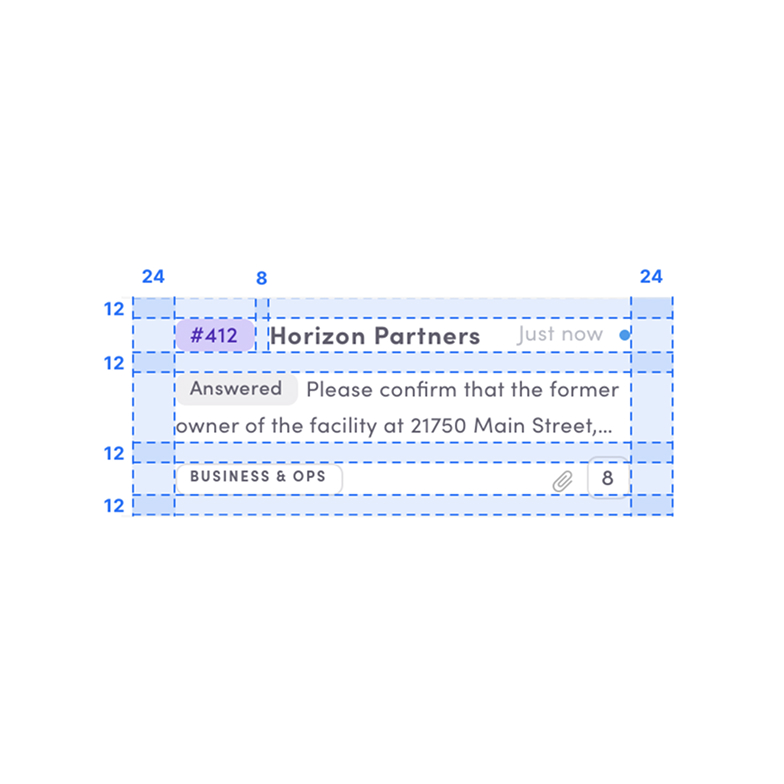 24 8 24
12
#412 Horizon Partners Just now
12
Answered Please confirm that the former
owner of the facility at 21750 Main Street,...
12
BUSINESS & OPS 8
12